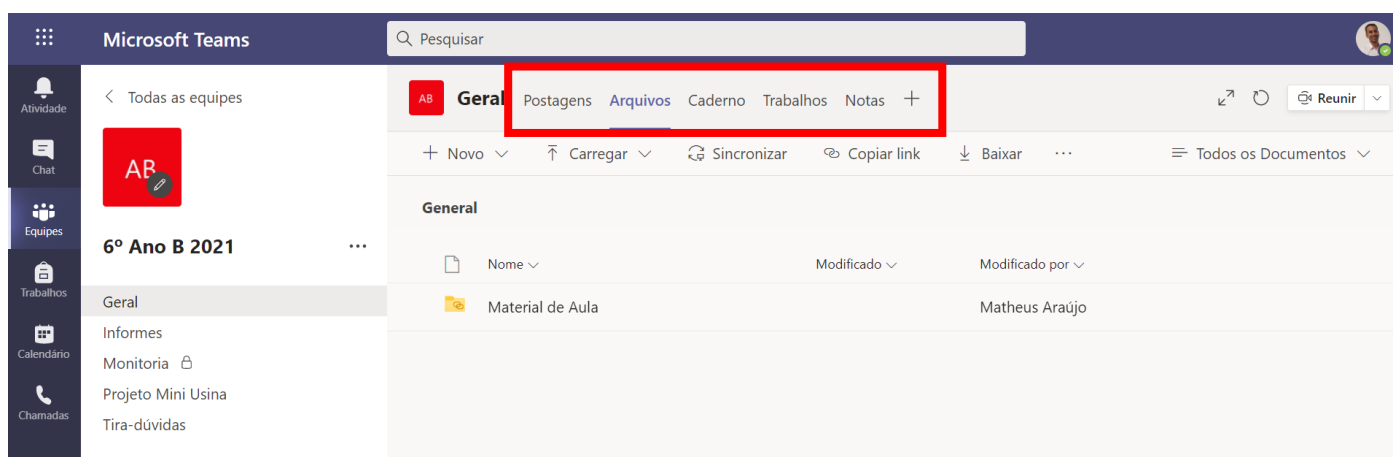 Microsoft Teams
Pesquisar
Atividade
Chat
Equipes
Trabalhos
Calendário
Chamadas
Todas as equipes
AB
6º Ano B 2021
Geral
Informes
Monitoria
Projeto Mini Usina
Tira-dúvidas
AB Geral Postagens Arquivos Caderno Trabalhos Notas Reunir
Novo Carregar Sincronizar Copiar link Baixar ... Todos os Documentos
General
Nome Modificado Modificado por
Material de Aula Matheus Araújo